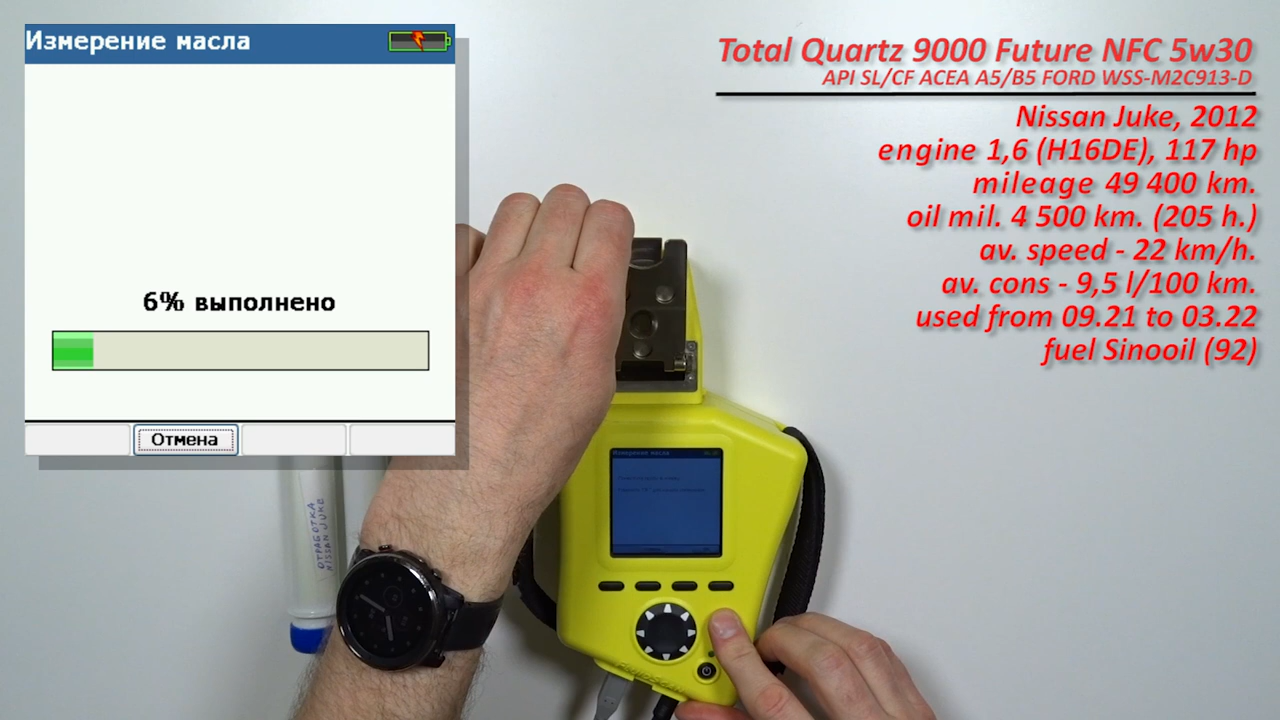 Измерение масла
6% выполнено
Отмена
Total Quartz 9000 Future NFC 5w30
API SL/CF ACEA A5/B5 FORD WSS-M2C913-D
Nissan Juke, 2012
engine 1,6 (H16DE), 117 hp
mileage 49 400 km.
oil mil. 4 500 km. (205 h.)
av. speed - 22 km/h.
av. cons - 9,5 l/100 km.
used from 09.21 to 03.22
fuel Sinooil (92)
ОТРАБОТКА
NISSAN JUKE
Измерение масла